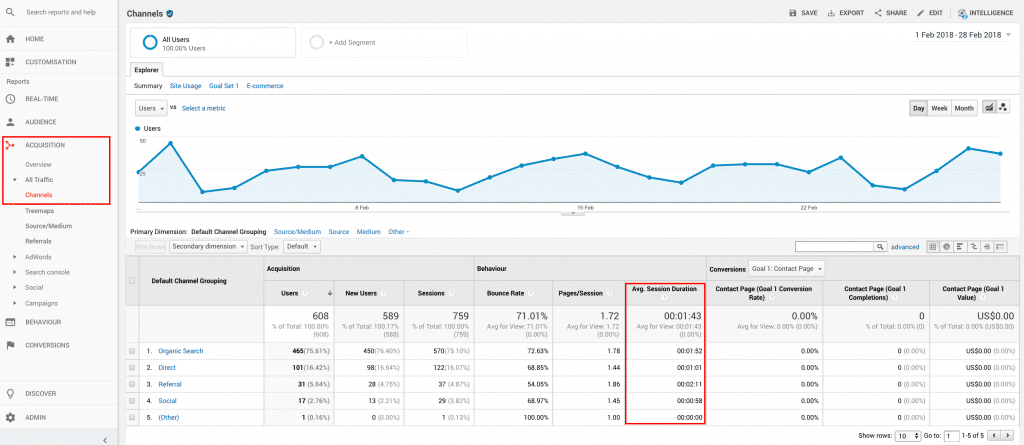 Search reports and help
HOME
CUSTOMISATION
Reports
REAL-TIME
AUDIENCE
ACQUISITION
Overview
All Traffic
Channels
Treemaps
Source/Medium
Referrals
AdWords
Search console
Social
Campaigns
BEHAVIOUR
CONVERSIONS
DISCOVER
ADMIN
Channels
SAVE EXPORT SHARE EDIT INTELLIGENCE
All Users
100.00% Users
+ Add Segment
1 Feb 2018 - 28 Feb 2018
Explorer
Summary Site Usage Goal Set 1 E-commerce
Users vs Select a metric
Day Week Month
Users
50
25
... 8 Feb 15 Feb 22 Feb
Primary Dimension: Default Channel Grouping Source/Medium Source Medium Other
Plot Rows Secondary dimension Sort Type: Default advanced
Default Channel Grouping Acquisition Behaviour Conversions Goal 1: Contact Page
Users New Users Sessions Bounce Rate Pages/Session Avg. Session Duration Contact Page (Goal 1 Conversion Rate) Contact Page (Goal 1 Completions) Contact Page (Goal 1 Value)
608 589 759 71.01% 1.72 00:01:43 0.00% 0 US$0.00
% of Total: 100.00% (608) % of Total: 100.17% (588) % of Total: 100.00% (759) Avg for View: 71.01% (0.00%) Avg for View: 1.72 (0.00%) Avg for View: 00:01:43 (0.00%) Avg for View: 0.00% (0.00%) % of Total: 0.00% (0) % of Total: 0.00% (US$0.00)
1. Organic Search 465 (75.61%) 450 (76.40%) 570 (75.10%) 72.63% 1.78 00:01:52 0.00% 0 (0.00%) US$0.00 (0.00%)
2. Direct 101 (16.42%) 98 (16.64%) 122 (16.07%) 68.85% 1.44 00:01:01 0.00% 0 (0.00%) US$0.00 (0.00%)
3. Referral 31 (5.04%) 28 (4.75%) 37 (4.87%) 54.05% 1.86 00:02:11 0.00% 0 (0.00%) US$0.00 (0.00%)
4. Social 17 (2.76%) 13 (2.21%) 29 (3.82%) 68.97% 1.45 00:00:58 0.00% 0 (0.00%) US$0.00 (0.00%)
5. (Other) 1 (0.16%) 0 (0.00%) 1 (0.13%) 100.00% 1.00 00:00:00 0.00% 0 (0.00%) US$0.00 (0.00%)
Show rows: 10 Go to: 1 1-5 of 5